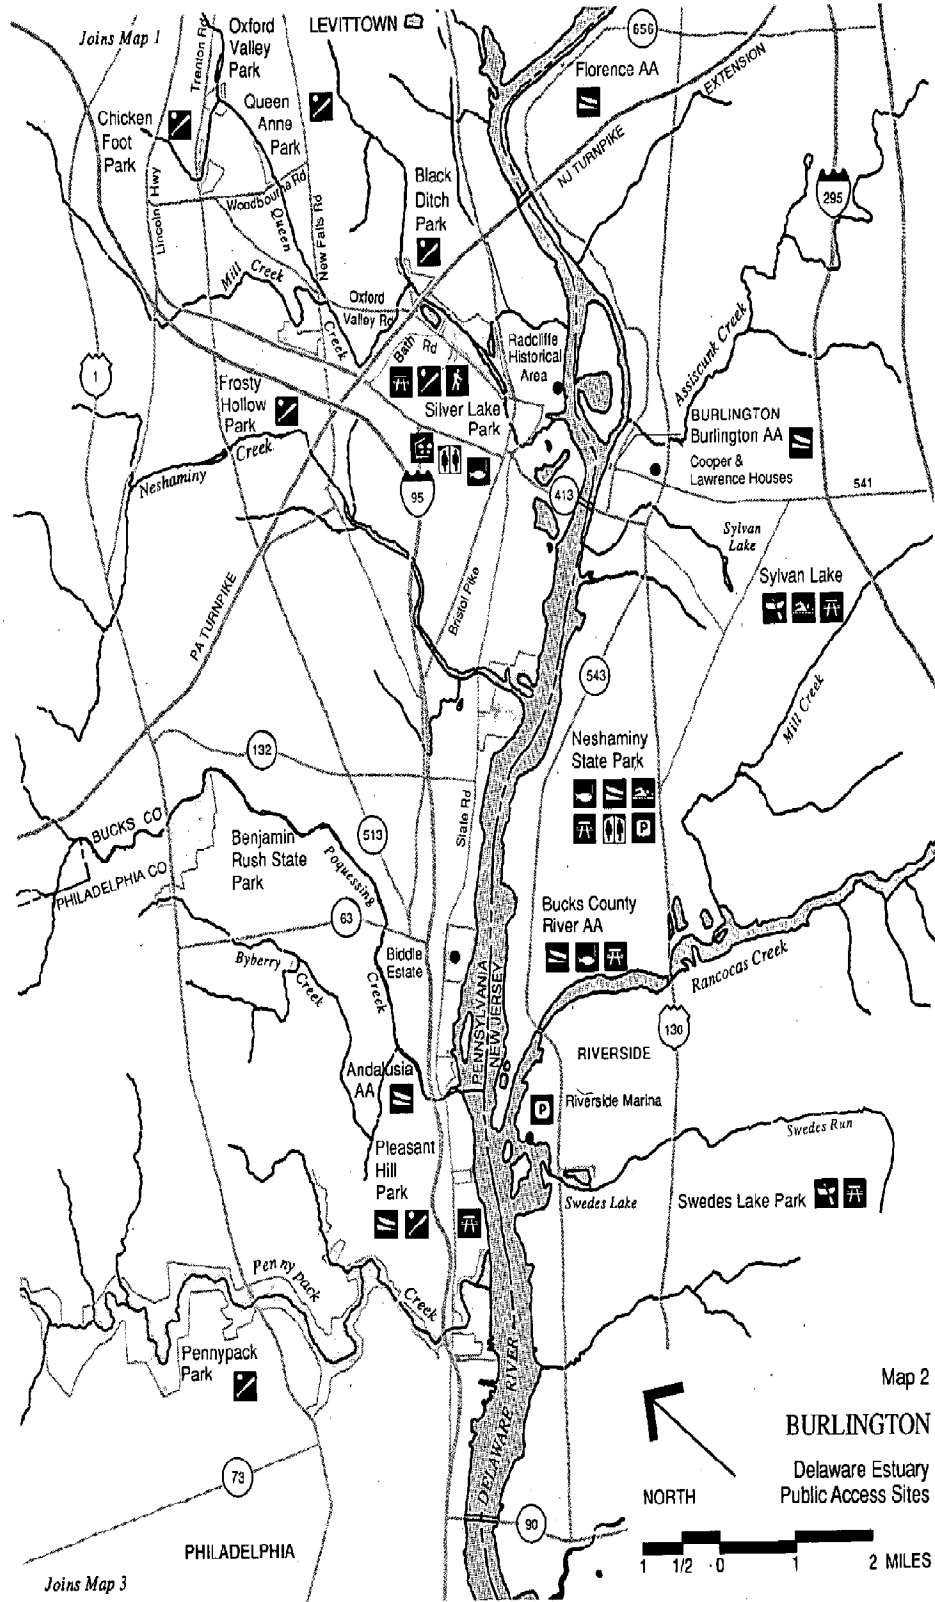 Joins Map 1
Trenton Rd
Oxford
Valley
Park
LEVITTOWN
656
Florence AA
EXTENSION
NJ TURNPIKE
Chicken
Foot
Park
Queen
Anne
Park
Lincoln Hwy
Woodbourne Rd
Queen
New Falls Rd
Black
Ditch
Park
295
Mill Creek
Creek
Oxford
Valley Rd
Bath Rd
Radcliffe
Historical
Area
Assiscunk Creek
1
Frosty
Hollow
Park
Silver Lake
Park
BURLINGTON
Burlington AA
Cooper &
Lawrence Houses
Neshaminy Creek
95
413
541
Sylvan
Lake
Sylvan Lake
PA TURNPIKE
Bristol Pike
543
Mill Creek
132
Neshaminy
State Park
P
State Rd
BUCKS CO
PHILADELPHIA CO
Benjamin
Rush State
Park
513
Poquessing
Creek
63
Bucks County
River AA
Biddle
Estate
Byberry
Creek
Rancocas Creek
PENNSYLVANIA
NEW JERSEY
130
RIVERSIDE
Andalusia
AA
P
Riverside Marina
Swedes Run
Pleasant
Hill
Park
Swedes Lake
Swedes Lake Park
Pennypack
Creek
Pennypack
Park
DELAWARE RIVER
Map 2
BURLINGTON
Delaware Estuary
Public Access Sites
NORTH
73
90
1 1/2 0 1 2 MILES
PHILADELPHIA
Joins Map 3